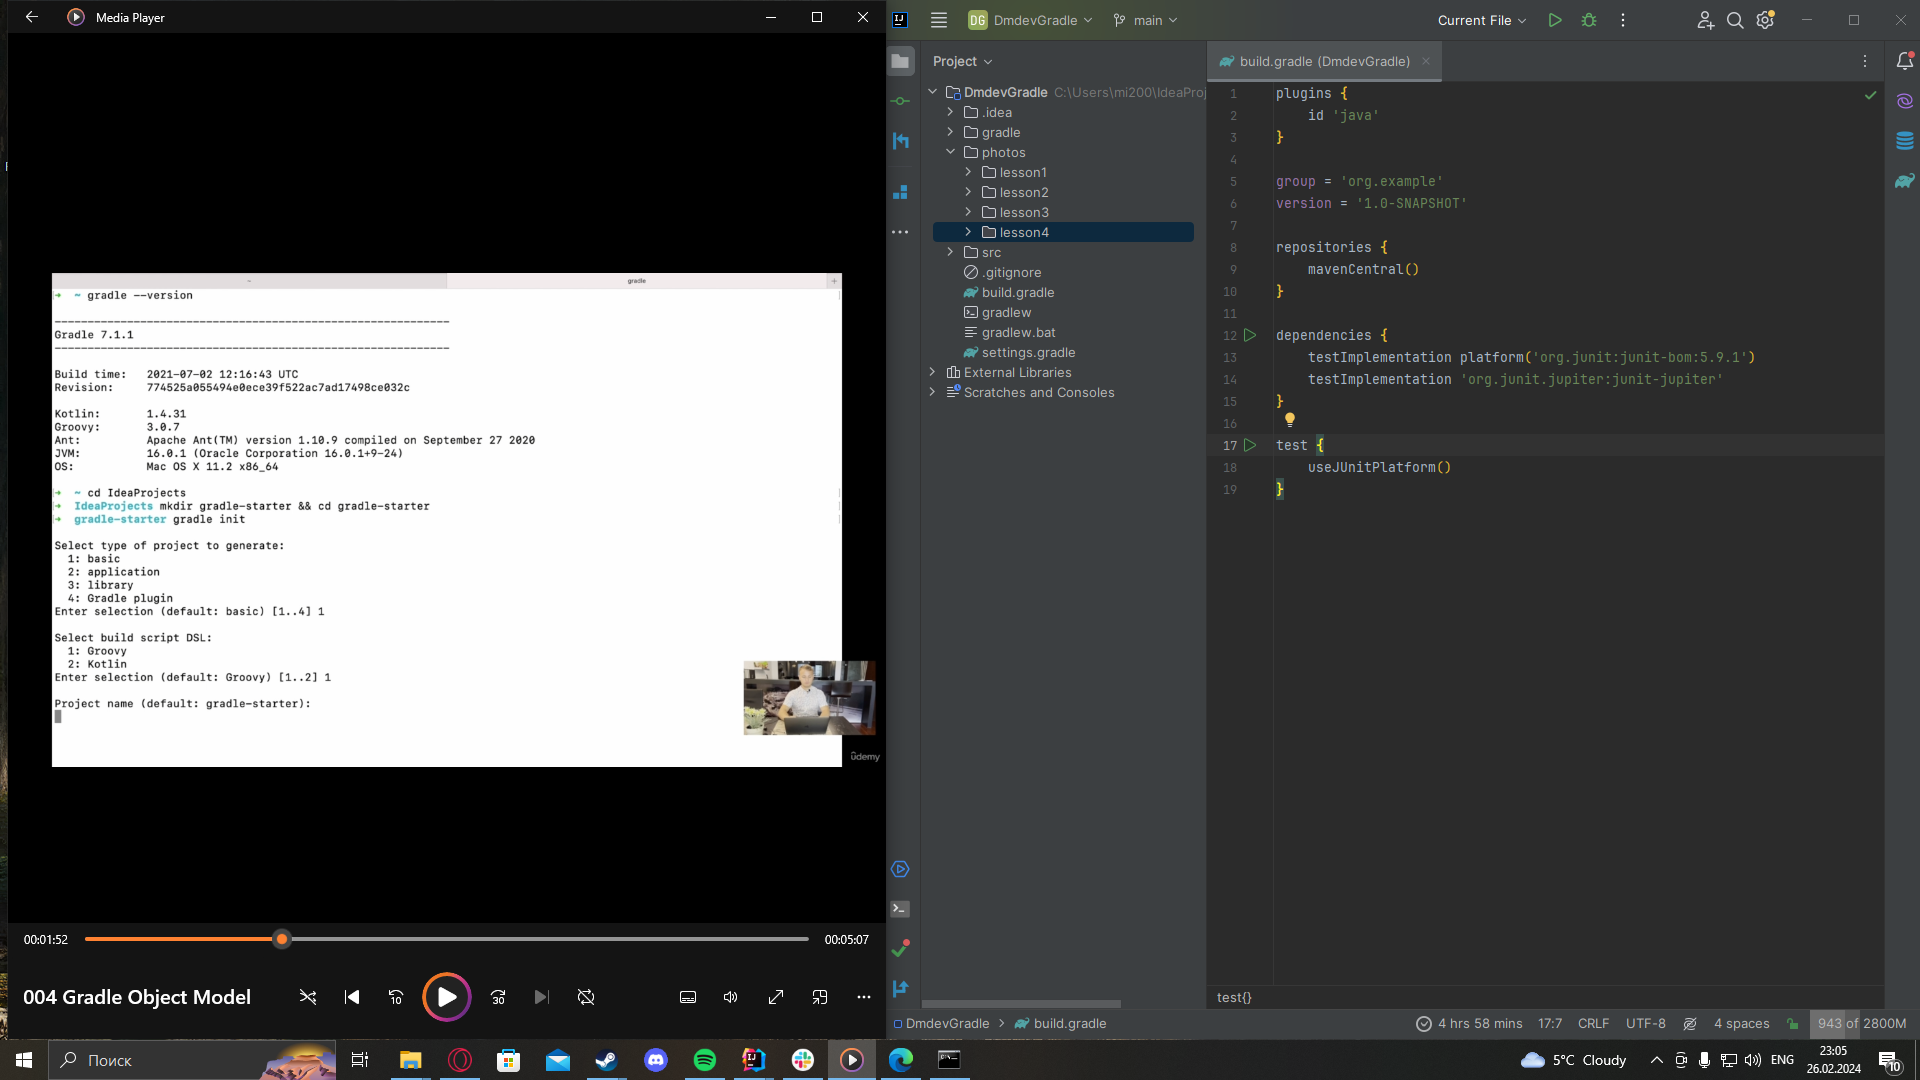 Media Player
~
gradle
→ ~ gradle --version
------------------------------------------------------------
Gradle 7.1.1
------------------------------------------------------------
Build time: 2021-07-02 12:16:43 UTC
Revision: 774525a055494e0ece39f522ac7ad17498ce032c
Kotlin: 1.4.31
Groovy: 3.0.7
Ant: Apache Ant(TM) version 1.10.9 compiled on September 27 2020
JVM: 16.0.1 (Oracle Corporation 16.0.1+9-24)
OS: Mac OS X 11.2 x86_64
→ ~ cd IdeaProjects
→ IdeaProjects mkdir gradle-starter && cd gradle-starter
→ gradle-starter gradle init
Select type of project to generate:
1: basic
2: application
3: library
4: Gradle plugin
Enter selection (default: basic) [1..4] 1
Select build script DSL:
1: Groovy
2: Kotlin
Enter selection (default: Groovy) [1..2] 1
Project name (default: gradle-starter):
ûdemy
00:01:52
00:05:07
004 Gradle Object Model
10
30
DG DmdevGradle
main
Current File
Project
DmdevGradle C:\Users\mi200\IdeaProj
.idea
gradle
photos
lesson1
lesson2
lesson3
lesson4
src
.gitignore
build.gradle
gradlew
gradlew.bat
settings.gradle
External Libraries
Scratches and Consoles
build.gradle (DmdevGradle)
1 plugins {
2 id 'java'
3 }
4
5 group = 'org.example'
6 version = '1.0-SNAPSHOT'
7
8 repositories {
9 mavenCentral()
10 }
11
12 dependencies {
13 testImplementation platform('org.junit:junit-bom:5.9.1')
14 testImplementation 'org.junit.jupiter:junit-jupiter'
15 }
16
17 test {
18 useJUnitPlatform()
19 }
test{}
DmdevGradle > build.gradle
4 hrs 58 mins 17:7 CRLF UTF-8 4 spaces 943 of 2800M
Поиск
5°C Cloudy
ENG
23:05
26.02.2024
10